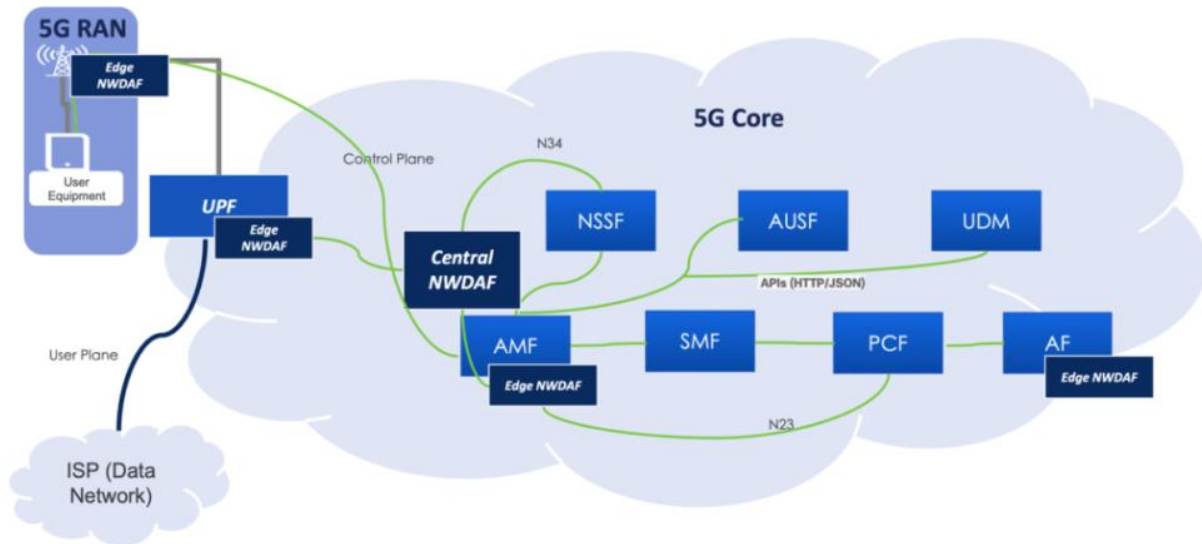 5G RAN
Edge
NWDAF
User
Equipment
UPF
Edge
NWDAF
Control Plane
5G Core
N34
NSSF
AUSF
UDM
Central
NWDAF
APIs (HTTP/JSON)
AMF
Edge NWDAF
SMF
PCF
AF
Edge NWDAF
N23
User Plane
ISP (Data
Network)